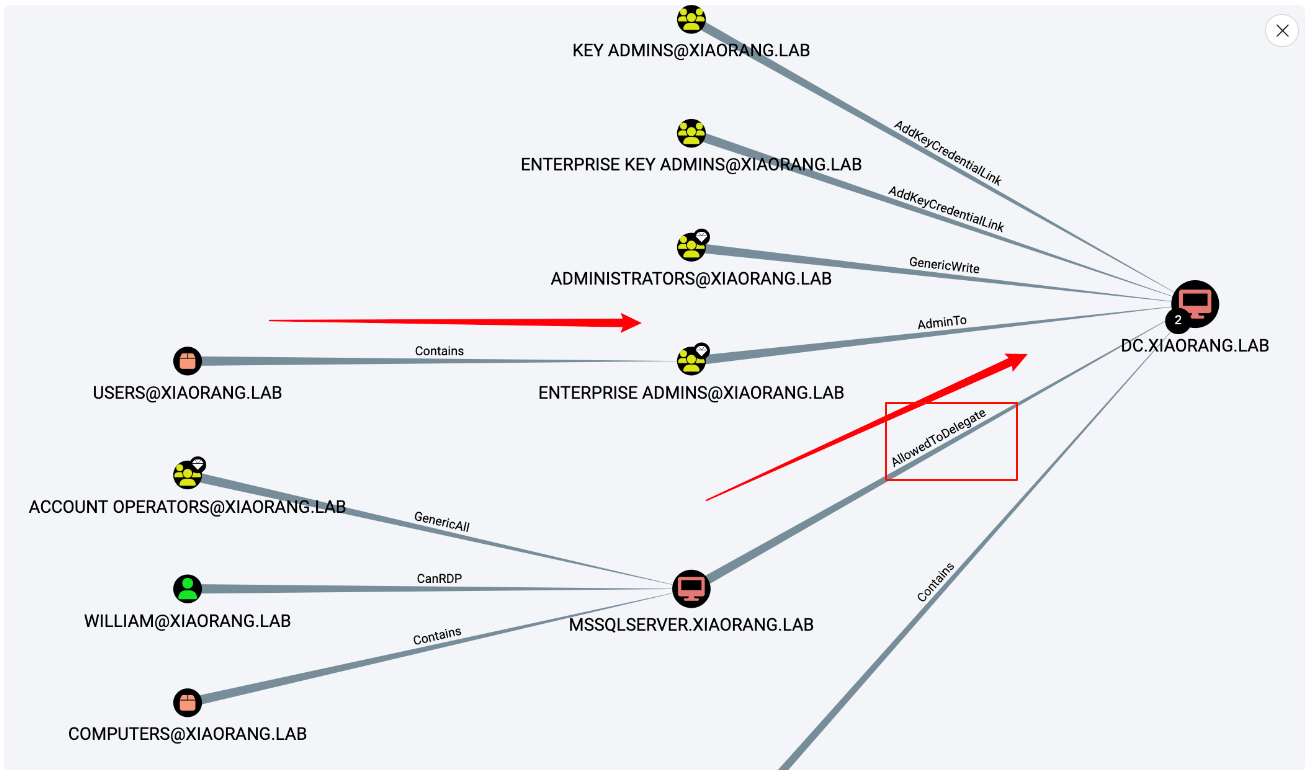 KEY ADMINS@XIAORANG.LAB
AddKeyCredentialLink
ENTERPRISE KEY ADMINS@XIAORANG.LAB
AddKeyCredentialLink
ADMINISTRATORS@XIAORANG.LAB
GenericWrite
AdminTo
2
DC.XIAORANG.LAB
Contains
USERS@XIAORANG.LAB
ENTERPRISE ADMINS@XIAORANG.LAB
AllowedToDelegate
ACCOUNT OPERATORS@XIAORANG.LAB
GenericAll
CanRDP
WILLIAM@XIAORANG.LAB
MSSQLSERVER.XIAORANG.LAB
Contains
Contains
COMPUTERS@XIAORANG.LAB